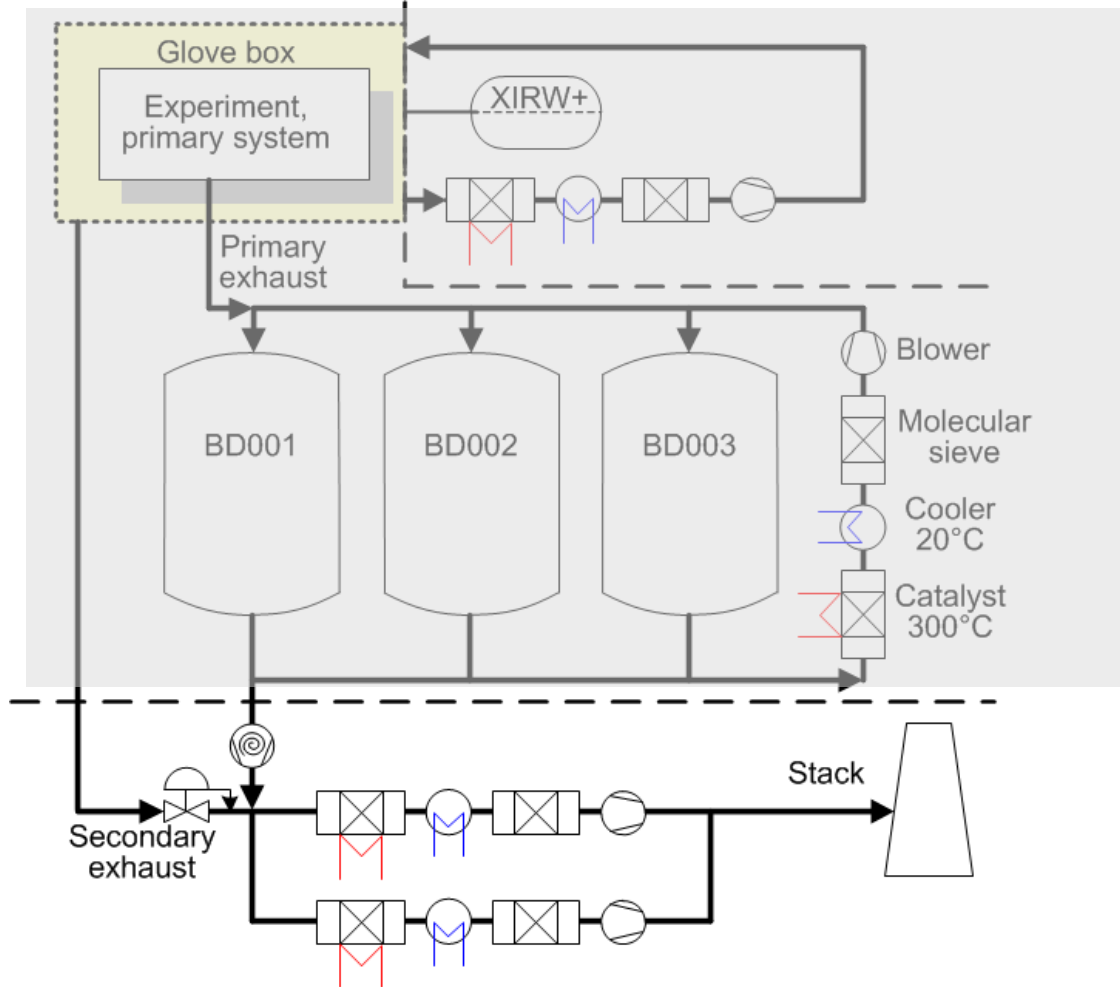 Glove box
Experiment,
primary system
XIRW+
Primary
exhaust
Blower
BD001
BD002
BD003
Molecular
sieve
Cooler
20°C
Catalyst
300°C
Stack
Secondary
exhaust